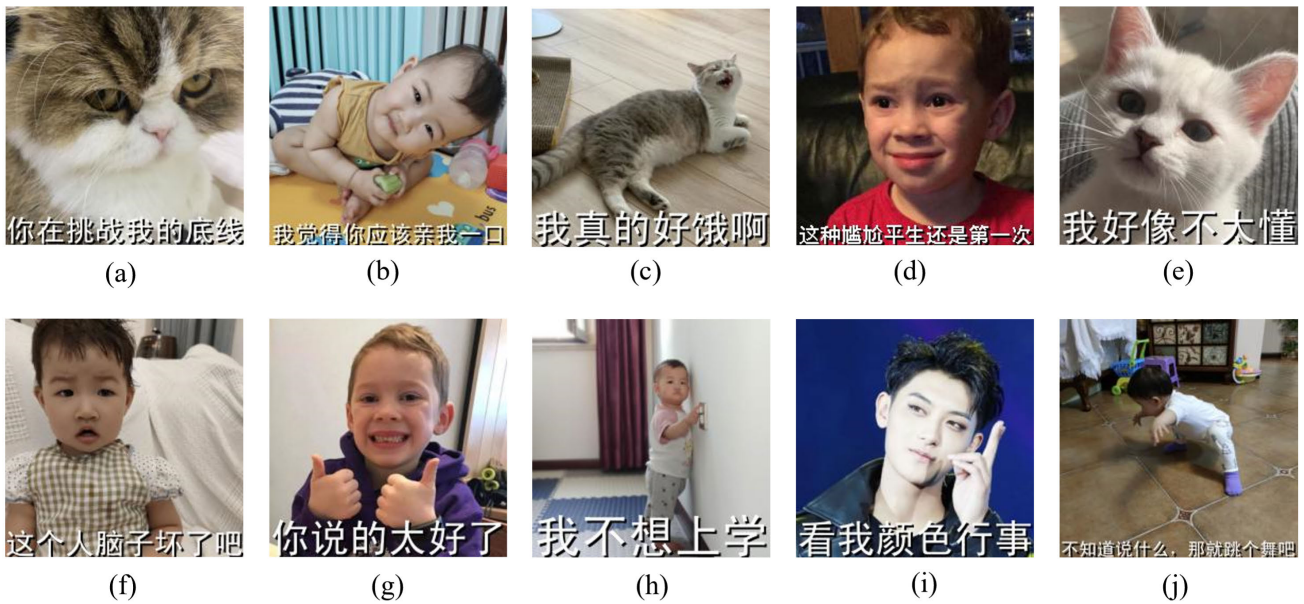 你在挑战我的底线
我觉得你应该亲我一口
bus
我真的好饿啊
这种尴尬平生还是第一次
我好像不太懂
(a)
(b)
(c)
(d)
(e)
这个人脑子坏了吧
你说的太好了
我不想上学
看我颜色行事
不知道说什么，那就跳个舞吧
(f)
(g)
(h)
(i)
(j)